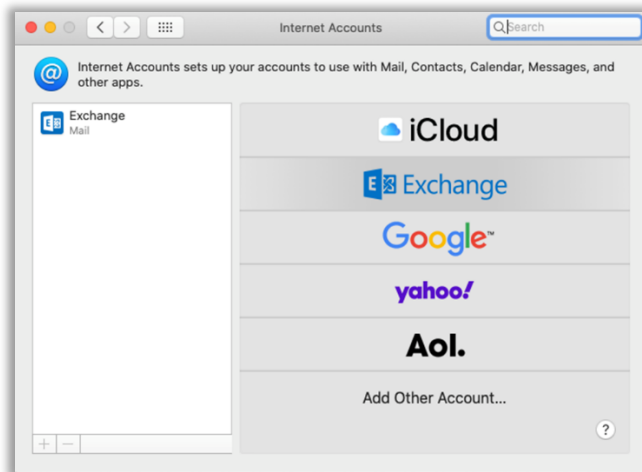 Internet Accounts
Search
Internet Accounts sets up your accounts to use with Mail, Contacts, Calendar, Messages, and
other apps.
Exchange
Mail
iCloud
Exchange
Google™
yahoo!
Aol.
Add Other Account...
?